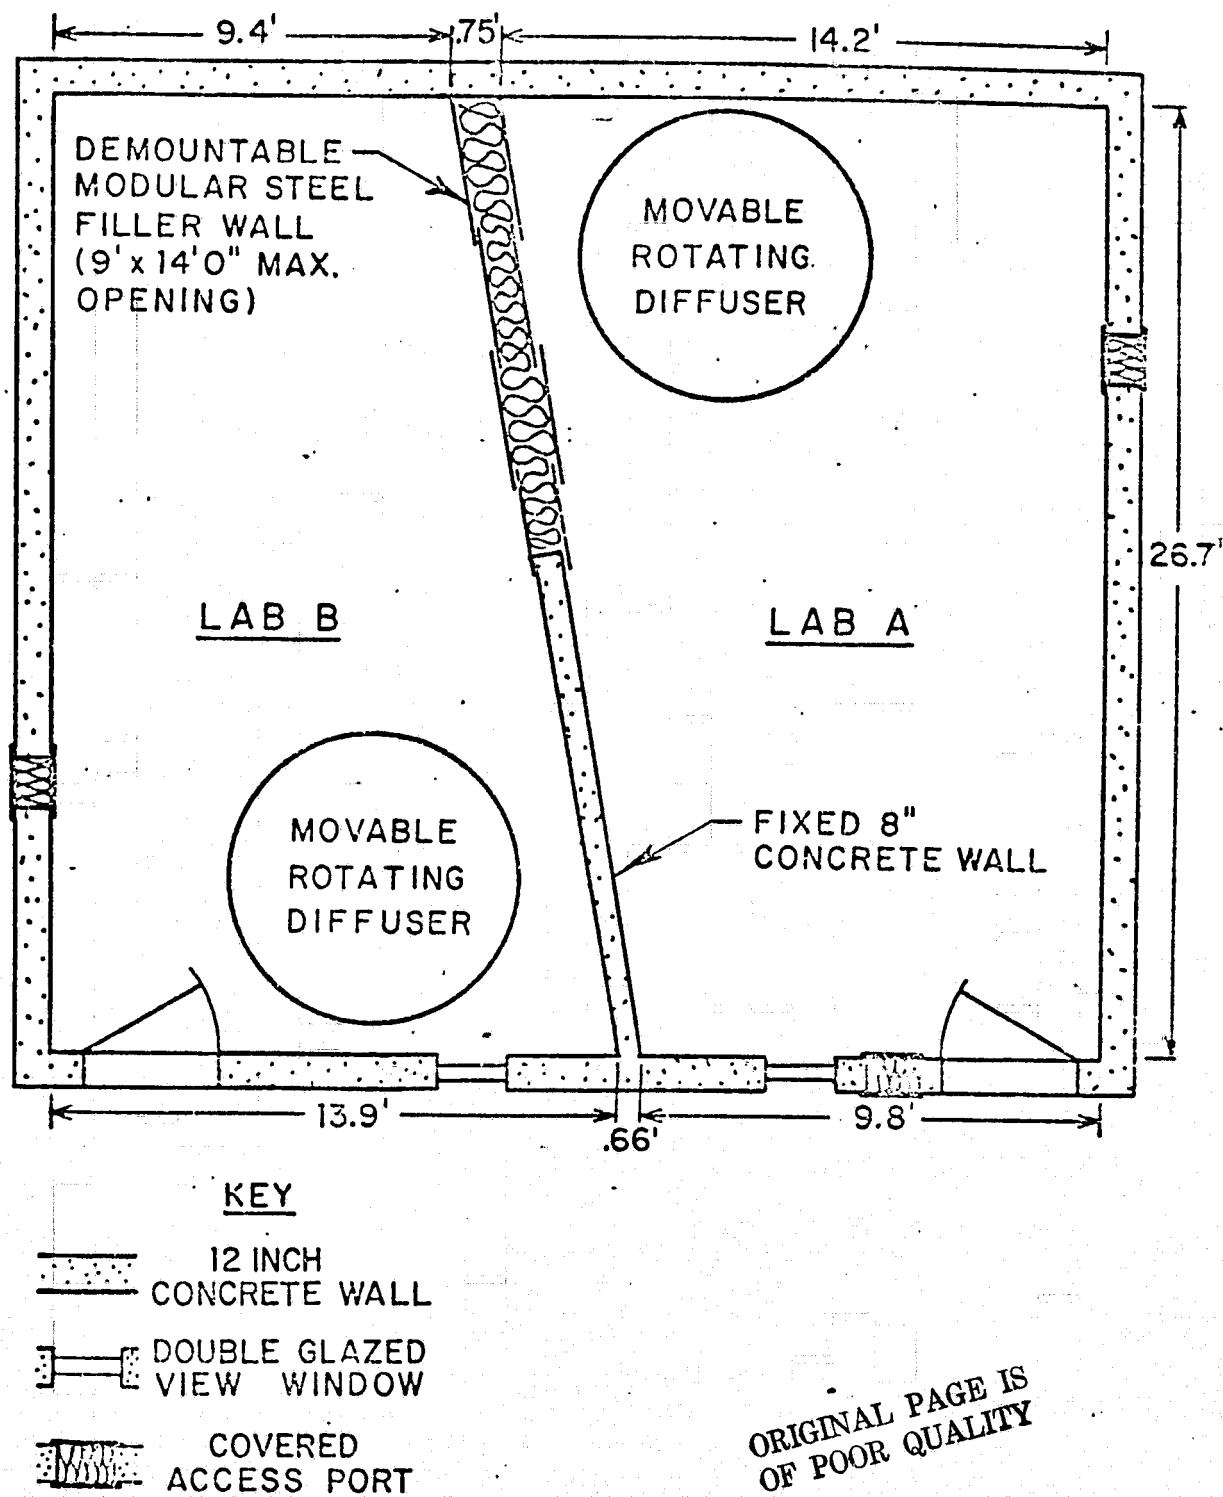 9.4'
.75'
14.2'
DEMOUNTABLE
MODULAR STEEL
FILLER WALL
(9' x 14'0" MAX.
OPENING)
MOVABLE
ROTATING
DIFFUSER
26.7'
LAB B
LAB A
MOVABLE
ROTATING
DIFFUSER
FIXED 8"
CONCRETE WALL
13.9'
.66'
9.8'
KEY
12 INCH
CONCRETE WALL
DOUBLE GLAZED
VIEW WINDOW
COVERED
ACCESS PORT
ORIGINAL PAGE IS
OF POOR QUALITY